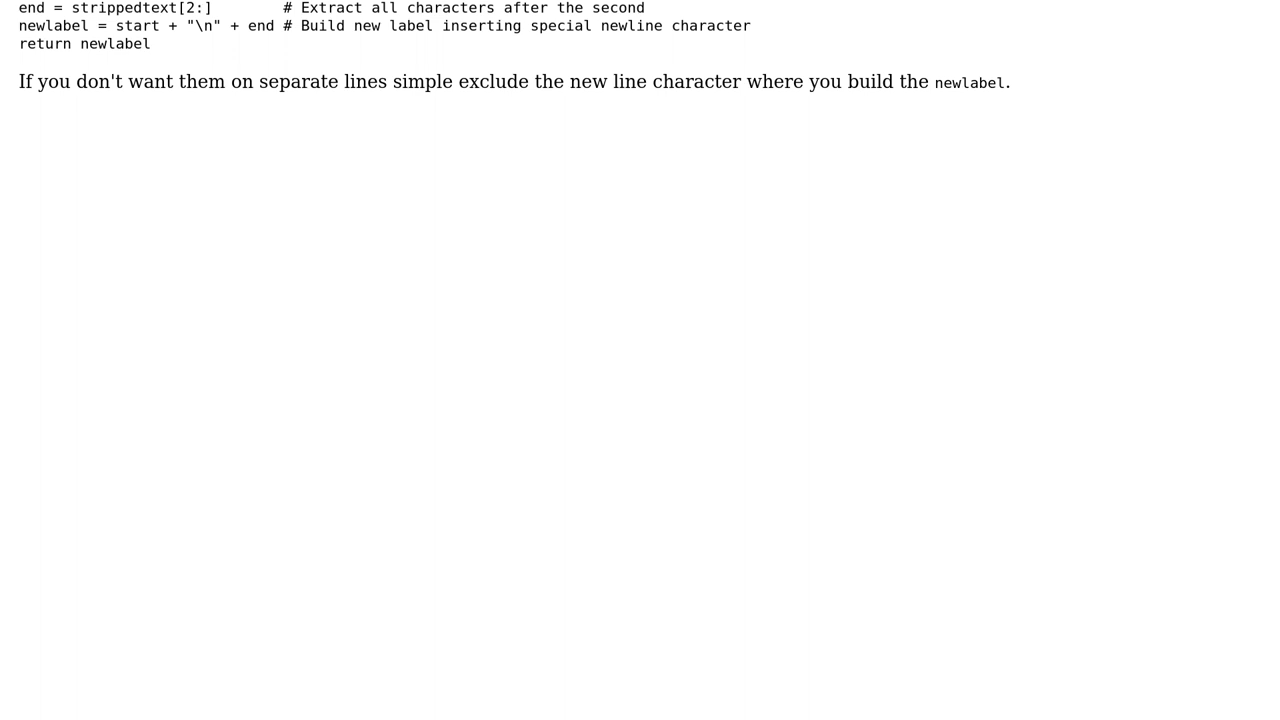 end = strippedtext[2:]        # Extract all characters after the second
newlabel = start + "\n" + end # Build new label inserting special newline character
return newlabel
If you don't want them on separate lines simple exclude the new line character where you build the newlabel.